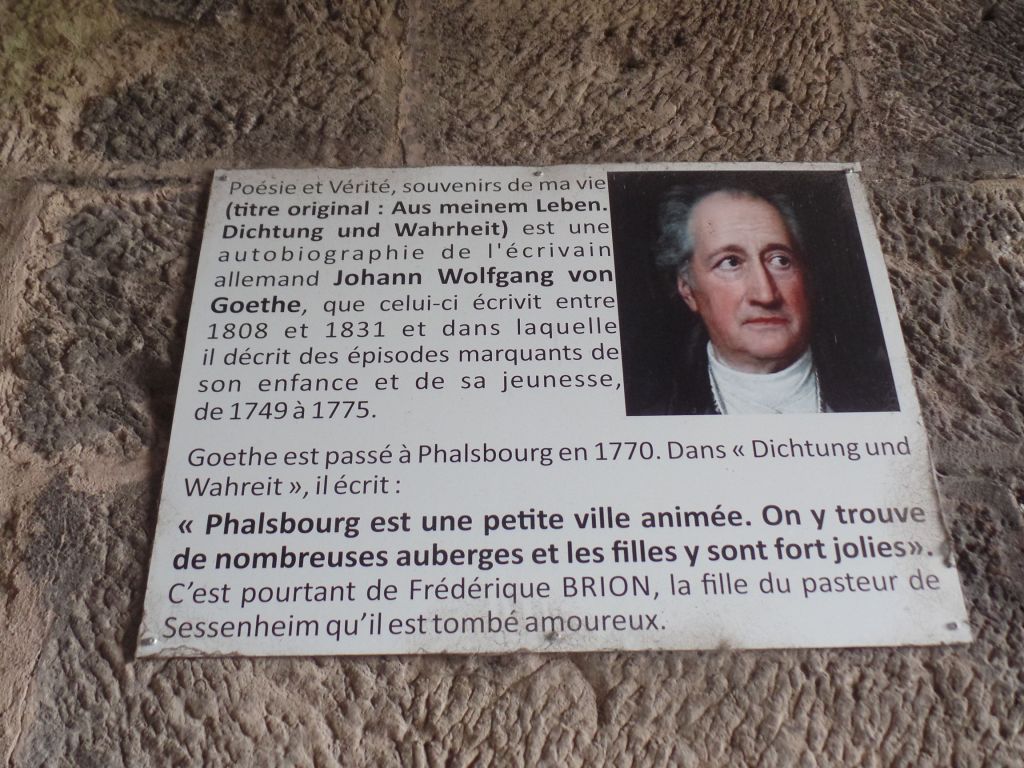 Poésie et Vérité, souvenirs de ma vie
(titre original : Aus meinem Leben.
Dichtung und Wahrheit) est une
autobiographie de l'écrivain
allemand Johann Wolfgang von
Goethe, que celui-ci écrivit entre
1808 et 1831 et dans laquelle
il décrit des épisodes marquants de
son enfance et de sa jeunesse,
de 1749 à 1775.
Goethe est passé à Phalsbourg en 1770. Dans « Dichtung und
Wahreit », il écrit :
« Phalsbourg est une petite ville animée. On y trouve
de nombreuses auberges et les filles y sont fort jolies».
C’est pourtant de Frédérique BRION, la fille du pasteur de
Sessenheim qu’il est tombé amoureux.